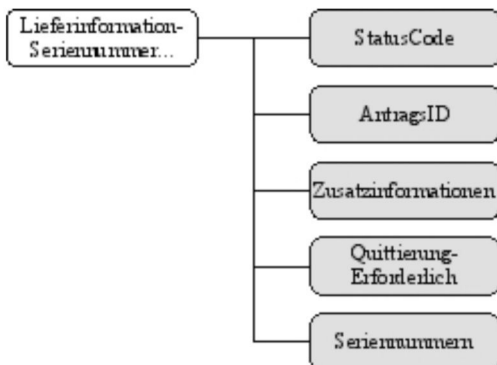 Lieferinformation-
Seriennummer...
StatusCode
AntragsID
Zusatzinformationen
Quittierung-
Erforderlich
Seriennummern